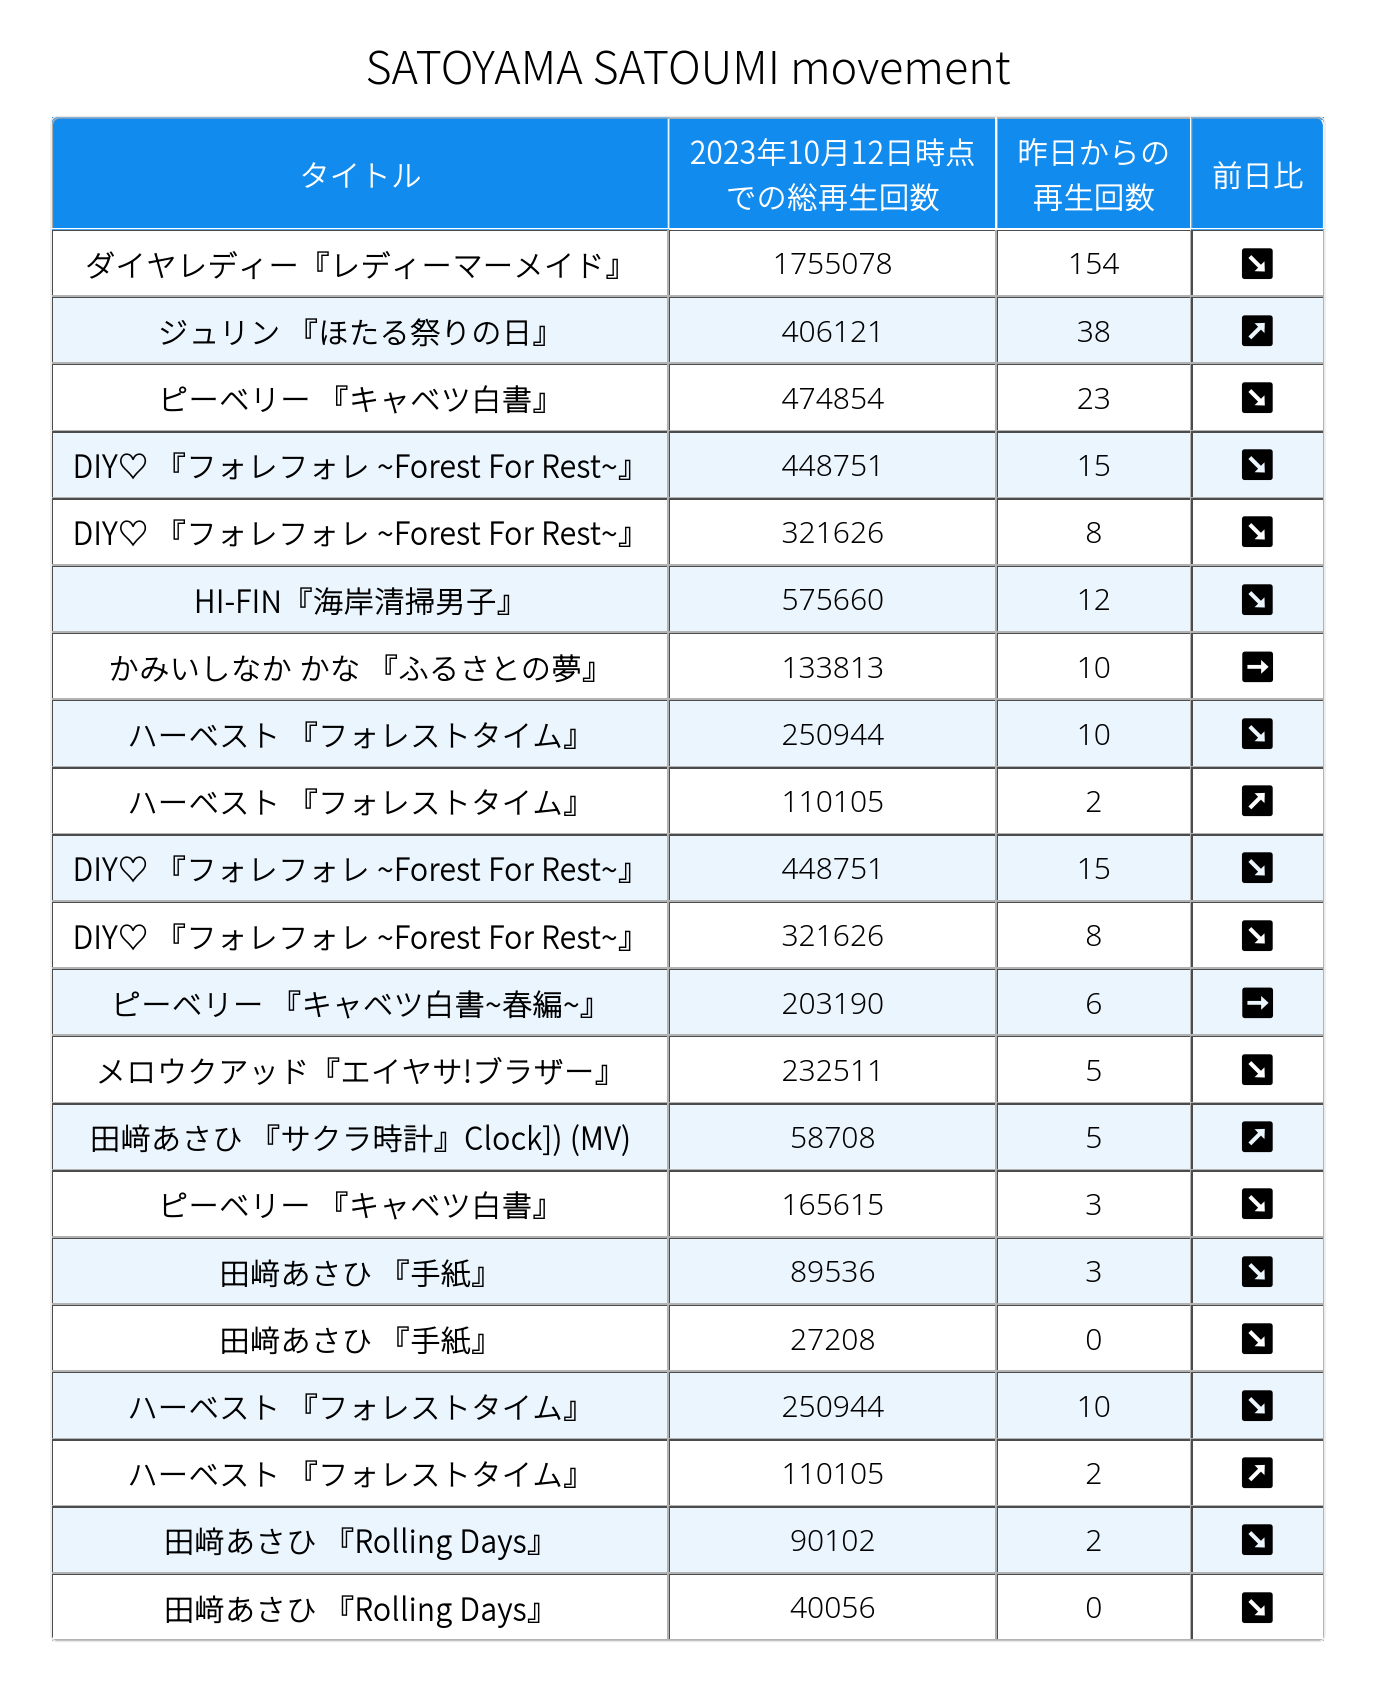 SATOYAMA SATOUMI movement
タイトル 2023年10月12日時点での総再生回数 昨日からの再生回数 前日比
ダイヤレディー『レディーマーメイド』 1755078 154 ↘
ジュリン 『ほたる祭りの日』 406121 38 ↗
ピーベリー 『キャベツ白書』 474854 23 ↘
DIY♡ 『フォレフォレ ~Forest For Rest~』 448751 15 ↘
DIY♡ 『フォレフォレ ~Forest For Rest~』 321626 8 ↘
HI-FIN『海岸清掃男子』 575660 12 ↘
かみいしなか かな 『ふるさとの夢』 133813 10 →
ハーベスト 『フォレストタイム』 250944 10 ↘
ハーベスト 『フォレストタイム』 110105 2 ↗
DIY♡ 『フォレフォレ ~Forest For Rest~』 448751 15 ↘
DIY♡ 『フォレフォレ ~Forest For Rest~』 321626 8 ↘
ピーベリー 『キャベツ白書~春編~』 203190 6 →
メロウクアッド『エイヤサ!ブラザー』 232511 5 ↘
田﨑あさひ 『サクラ時計』Clock]) (MV) 58708 5 ↗
ピーベリー 『キャベツ白書』 165615 3 ↘
田﨑あさひ 『手紙』 89536 3 ↘
田﨑あさひ 『手紙』 27208 0 ↘
ハーベスト 『フォレストタイム』 250944 10 ↘
ハーベスト 『フォレストタイム』 110105 2 ↗
田﨑あさひ 『Rolling Days』 90102 2 ↘
田﨑あさひ 『Rolling Days』 40056 0 ↘